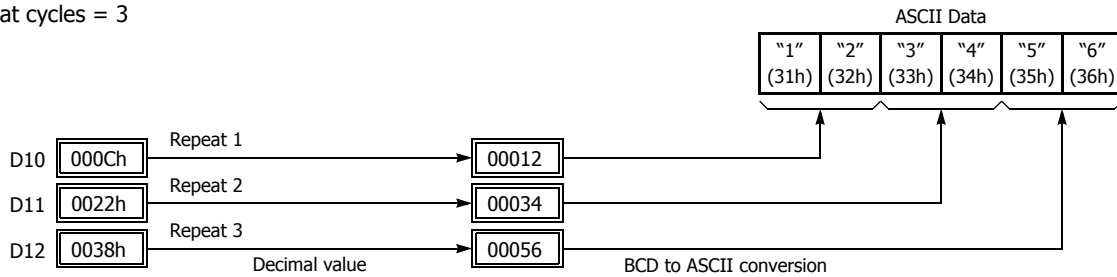 at cycles = 3
ASCII Data
“1” “2” “3” “4” “5” “6”
(31h) (32h) (33h) (34h) (35h) (36h)
Repeat 1
D10 000Ch 00012
Repeat 2
D11 0022h 00034
Repeat 3
D12 0038h 00056
Decimal value BCD to ASCII conversion